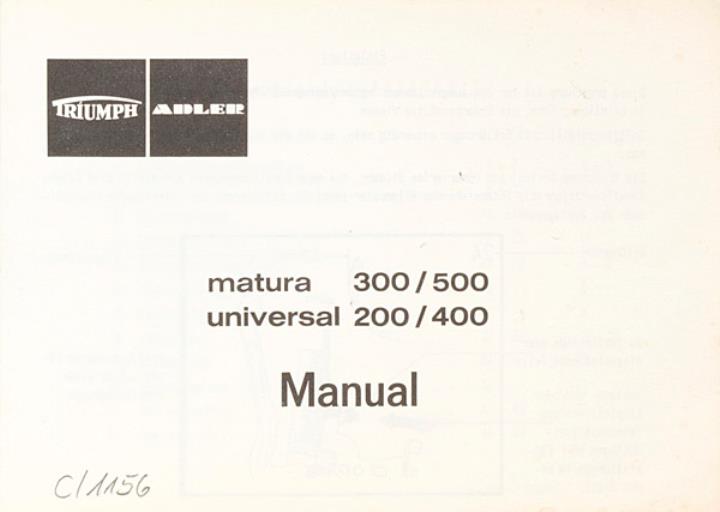 TRIUMPH ADLER
matura 300/500
universal 200/400
Manual
C/1156